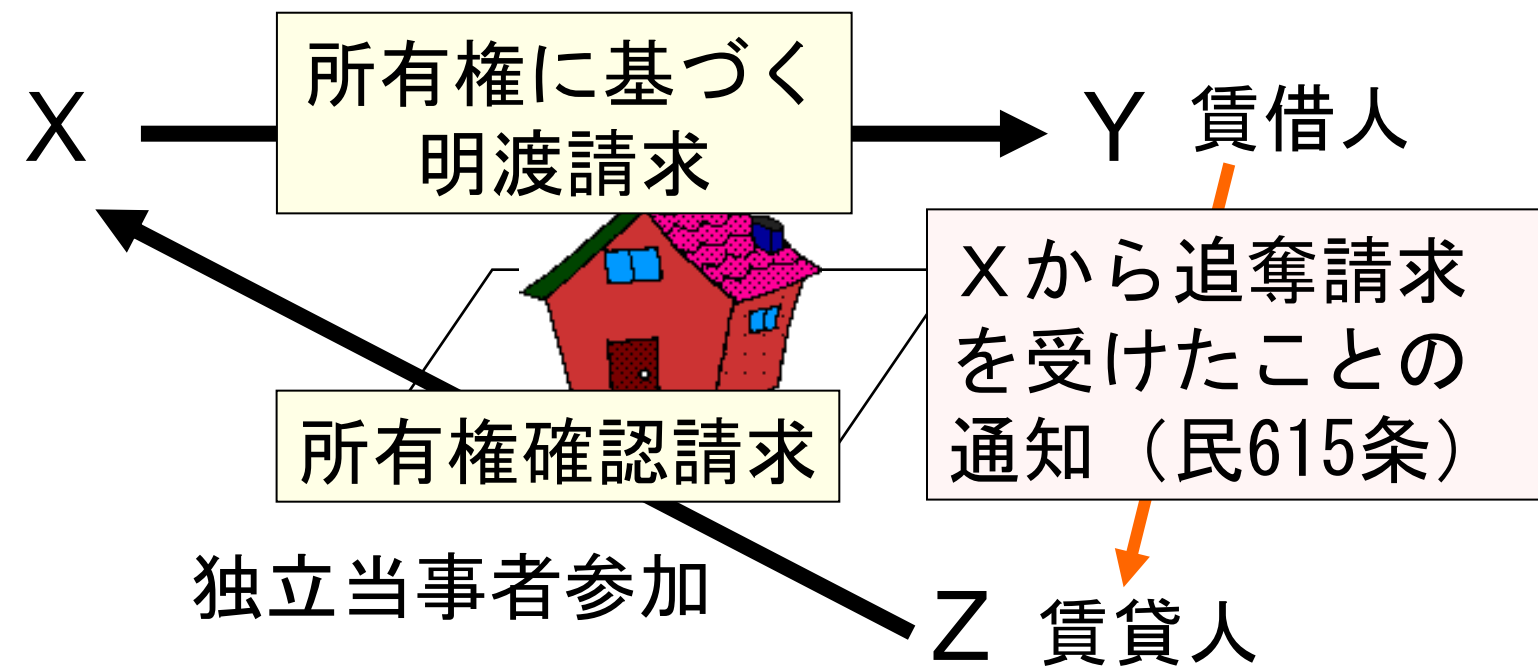 X
所有権に基づく
明渡請求
Y 賃借人
Xから追奪請求
を受けたことの
通知（民615条）
所有権確認請求
独立当事者参加
Z 賃貸人